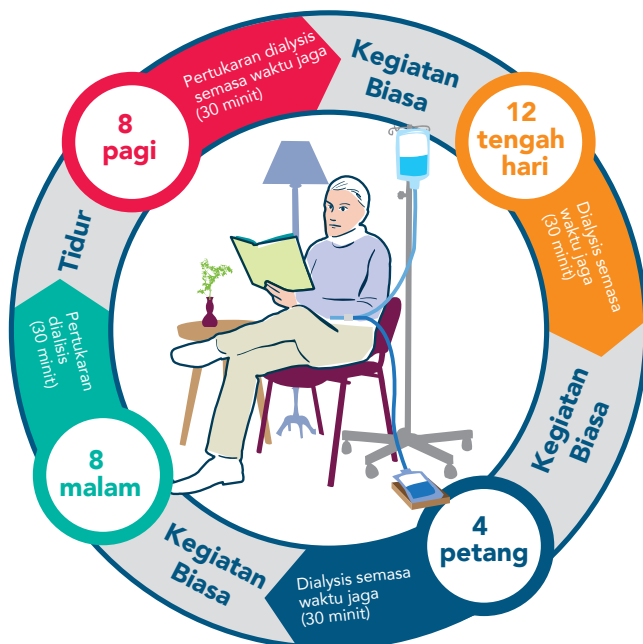 8
pagi
Pertukaran dialysis
semasa waktu jaga
(30 minit)
Kegiatan
Biasa
12
tengah
hari
Dialysis semasa
waktu jaga
(30 minit)
Kegiatan
Biasa
4
petang
Dialysis semasa
waktu jaga
(30 minit)
Kegiatan
Biasa
8
malam
Pertukaran
dialisis
(30 minit)
Tidur